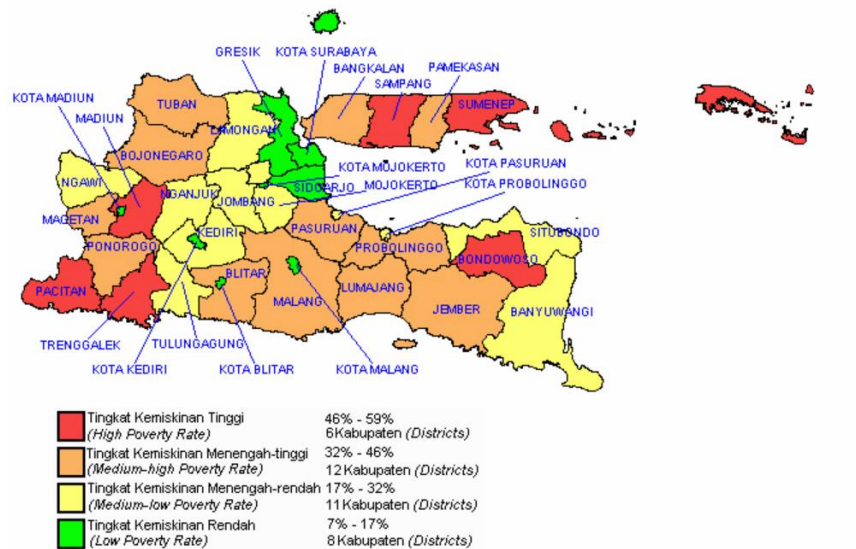 GRESIK
KOTA SURABAYA
BANGKALAN
PAMEKASAN
SAMPANG
SUMENEP
KOTA MADIUN
TUBAN
MADIUN
LAMONGAN
BOJONEGARO
KOTA MOJOKERTO
KOTA PASURUAN
NGAWI
NGANJUK
SIDOARJO
MOJOKERTO
KOTA PROBOLINGGO
JOMBANG
MAGETAN
PASURUAN
KEDIRI
SITUBONDO
PONOROGO
PROBOLINGGO
BONDOWOSO
BLITAR
PACITAN
MALANG
LUMAJANG
JEMBER
BANYUWANGI
TRENGGALEK
TULUNGAGUNG
KOTA KEDIRI
KOTA BLITAR
KOTA MALANG
Tingkat Kemiskinan Tinggi 46% - 59%
(High Poverty Rate) 6 Kabupaten (Districts)
Tingkat Kemiskinan Menengah-tinggi 32% - 46%
(Medium-high Poverty Rate) 12 Kabupaten (Districts)
Tingkat Kemiskinan Menengah-rendah 17% - 32%
(Medium-low Poverty Rate) 11 Kabupaten (Districts)
Tingkat Kemiskinan Rendah 7% - 17%
(Low Poverty Rate) 8 Kabupaten (Districts)